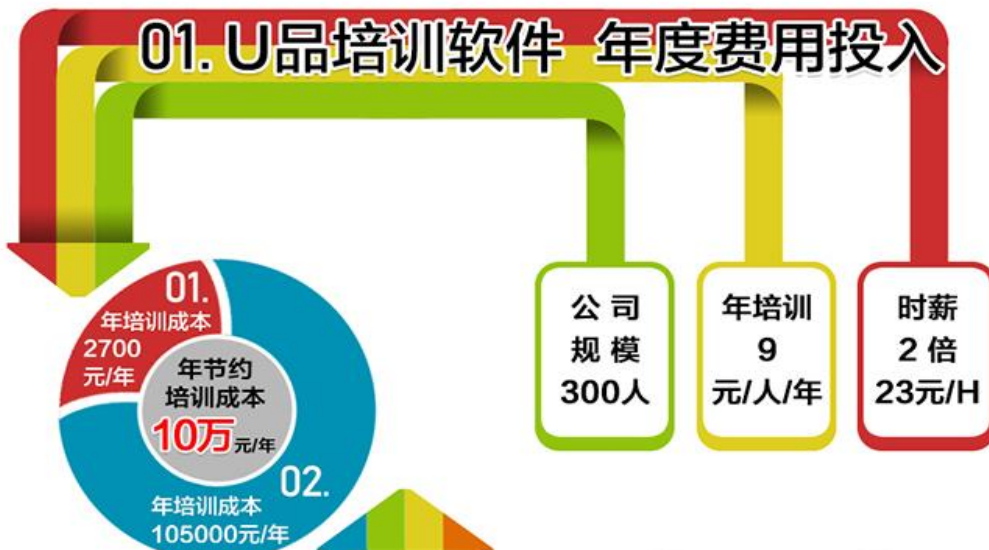 01. U品培训软件 年度费用投入
01.
年培训成本
2700
元/年
年节约
培训成本
10万元/年
02.
年培训成本
105000元/年
公司
规模
300人
年培训
9
元/人/年
时薪
2倍
23元/H